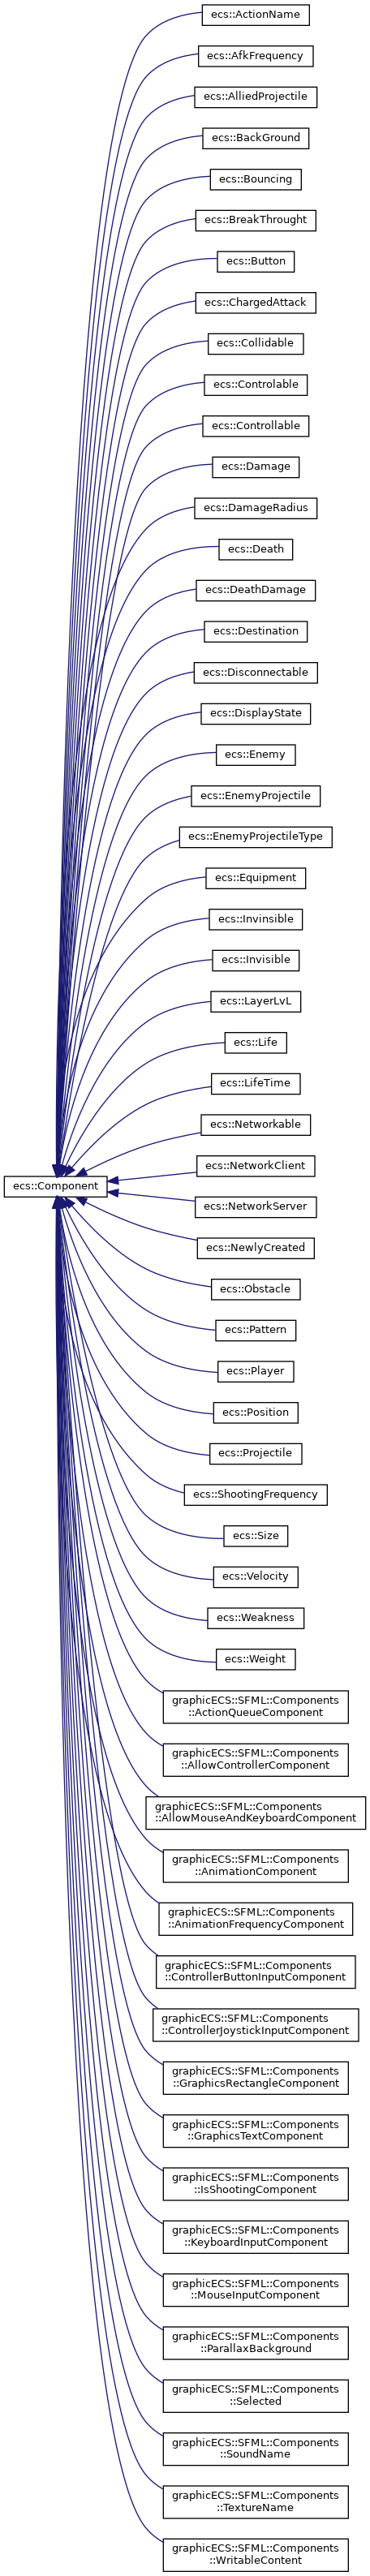 ecs::ActionName
ecs::AfkFrequency
ecs::AlliedProjectile
ecs::BackGround
ecs::Bouncing
ecs::BreakThrought
ecs::Button
ecs::ChargedAttack
ecs::Collidable
ecs::Controlable
ecs::Controllable
ecs::Damage
ecs::DamageRadius
ecs::Death
ecs::DeathDamage
ecs::Destination
ecs::Disconnectable
ecs::DisplayState
ecs::Enemy
ecs::EnemyProjectile
ecs::EnemyProjectileType
ecs::Equipment
ecs::Invinsible
ecs::Invisible
ecs::LayerLvL
ecs::Life
ecs::LifeTime
ecs::Networkable
ecs::NetworkClient
ecs::Component
ecs::NetworkServer
ecs::NewlyCreated
ecs::Obstacle
ecs::Pattern
ecs::Player
ecs::Position
ecs::Projectile
ecs::ShootingFrequency
ecs::Size
ecs::Velocity
ecs::Weakness
ecs::Weight
graphicECS::SFML::Components
::ActionQueueComponent
graphicECS::SFML::Components
::AllowControllerComponent
graphicECS::SFML::Components
::AllowMouseAndKeyboardComponent
graphicECS::SFML::Components
::AnimationComponent
graphicECS::SFML::Components
::AnimationFrequencyComponent
graphicECS::SFML::Components
::ControllerButtonInputComponent
graphicECS::SFML::Components
::ControllerJoystickInputComponent
graphicECS::SFML::Components
::GraphicsRectangleComponent
graphicECS::SFML::Components
::GraphicsTextComponent
graphicECS::SFML::Components
::IsShootingComponent
graphicECS::SFML::Components
::KeyboardInputComponent
graphicECS::SFML::Components
::MouseInputComponent
graphicECS::SFML::Components
::ParallaxBackground
graphicECS::SFML::Components
::Selected
graphicECS::SFML::Components
::SoundName
graphicECS::SFML::Components
::TextureName
graphicECS::SFML::Components
::WritableContent